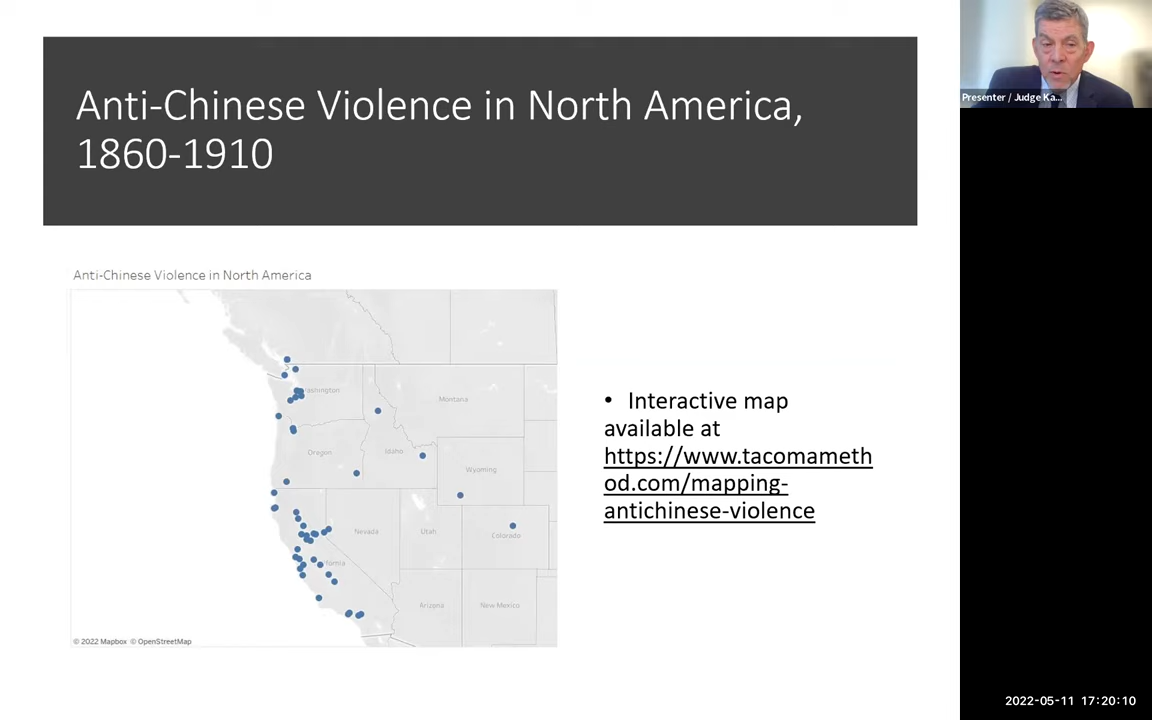 Anti-Chinese Violence in North America,
1860-1910
Presenter / Judge Ka...
Anti-Chinese Violence in North America
Washington
Montana
Oregon
Idaho
Wyoming
Nevada
Utah
Colorado
ifornia
Arizona
New Mexico
© 2022 Mapbox © OpenStreetMap
• Interactive map
available at
https://www.tacomameth
od.com/mapping-
antichinese-violence
2022-05-11 17:20:10